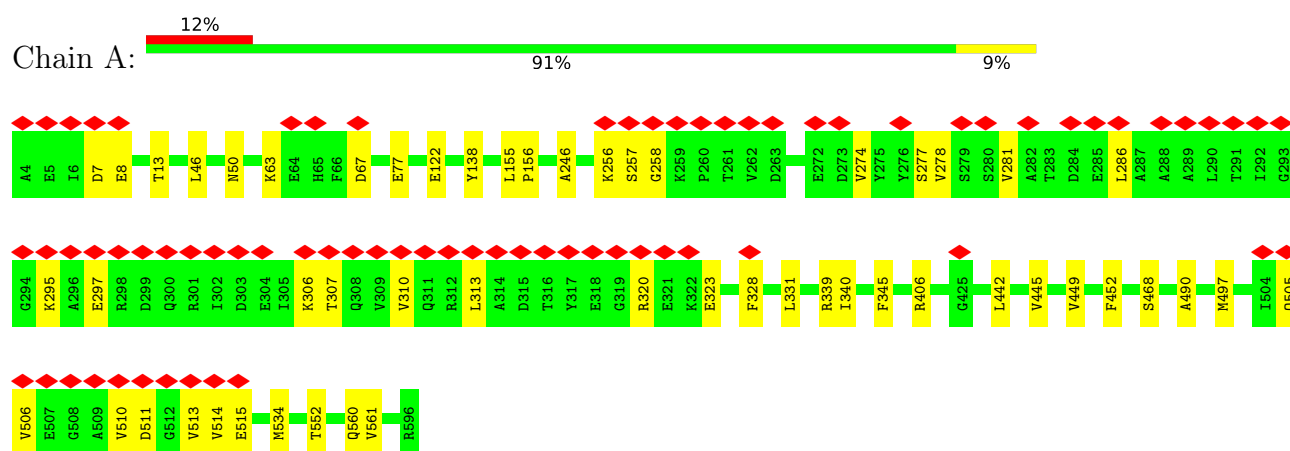 12%
Chain A:
91%
9%
A4 E5 I6 D7 E8 T13 L46 N50 K63 E64 H65 F66 D67 E77 E122 Y138 L155 P156 A246 K256 S257 G258 K259 P260 T261 V262 D263 E272 D273 V274 Y275 Y276 S277 V278 S279 S280 V281 A282 T283 D284 E285 L286 A287 A288 A289 L290 T291 I292 G293
G294 K295 A296 E297 R298 D299 Q300 R301 I302 D303 E304 I305 K306 T307 Q308 V309 V310 Q311 R312 L313 A314 D315 T316 Y317 E318 G319 R320 E321 K322 E323 F328 L331 R339 I340 F345 R406 G425 L442 V445 V449 F452 S468 A490 M497 I504
V506 E507 G508 A509 V510 D511 G512 V513 V514 E515 M534 T552 Q560 V561 R596